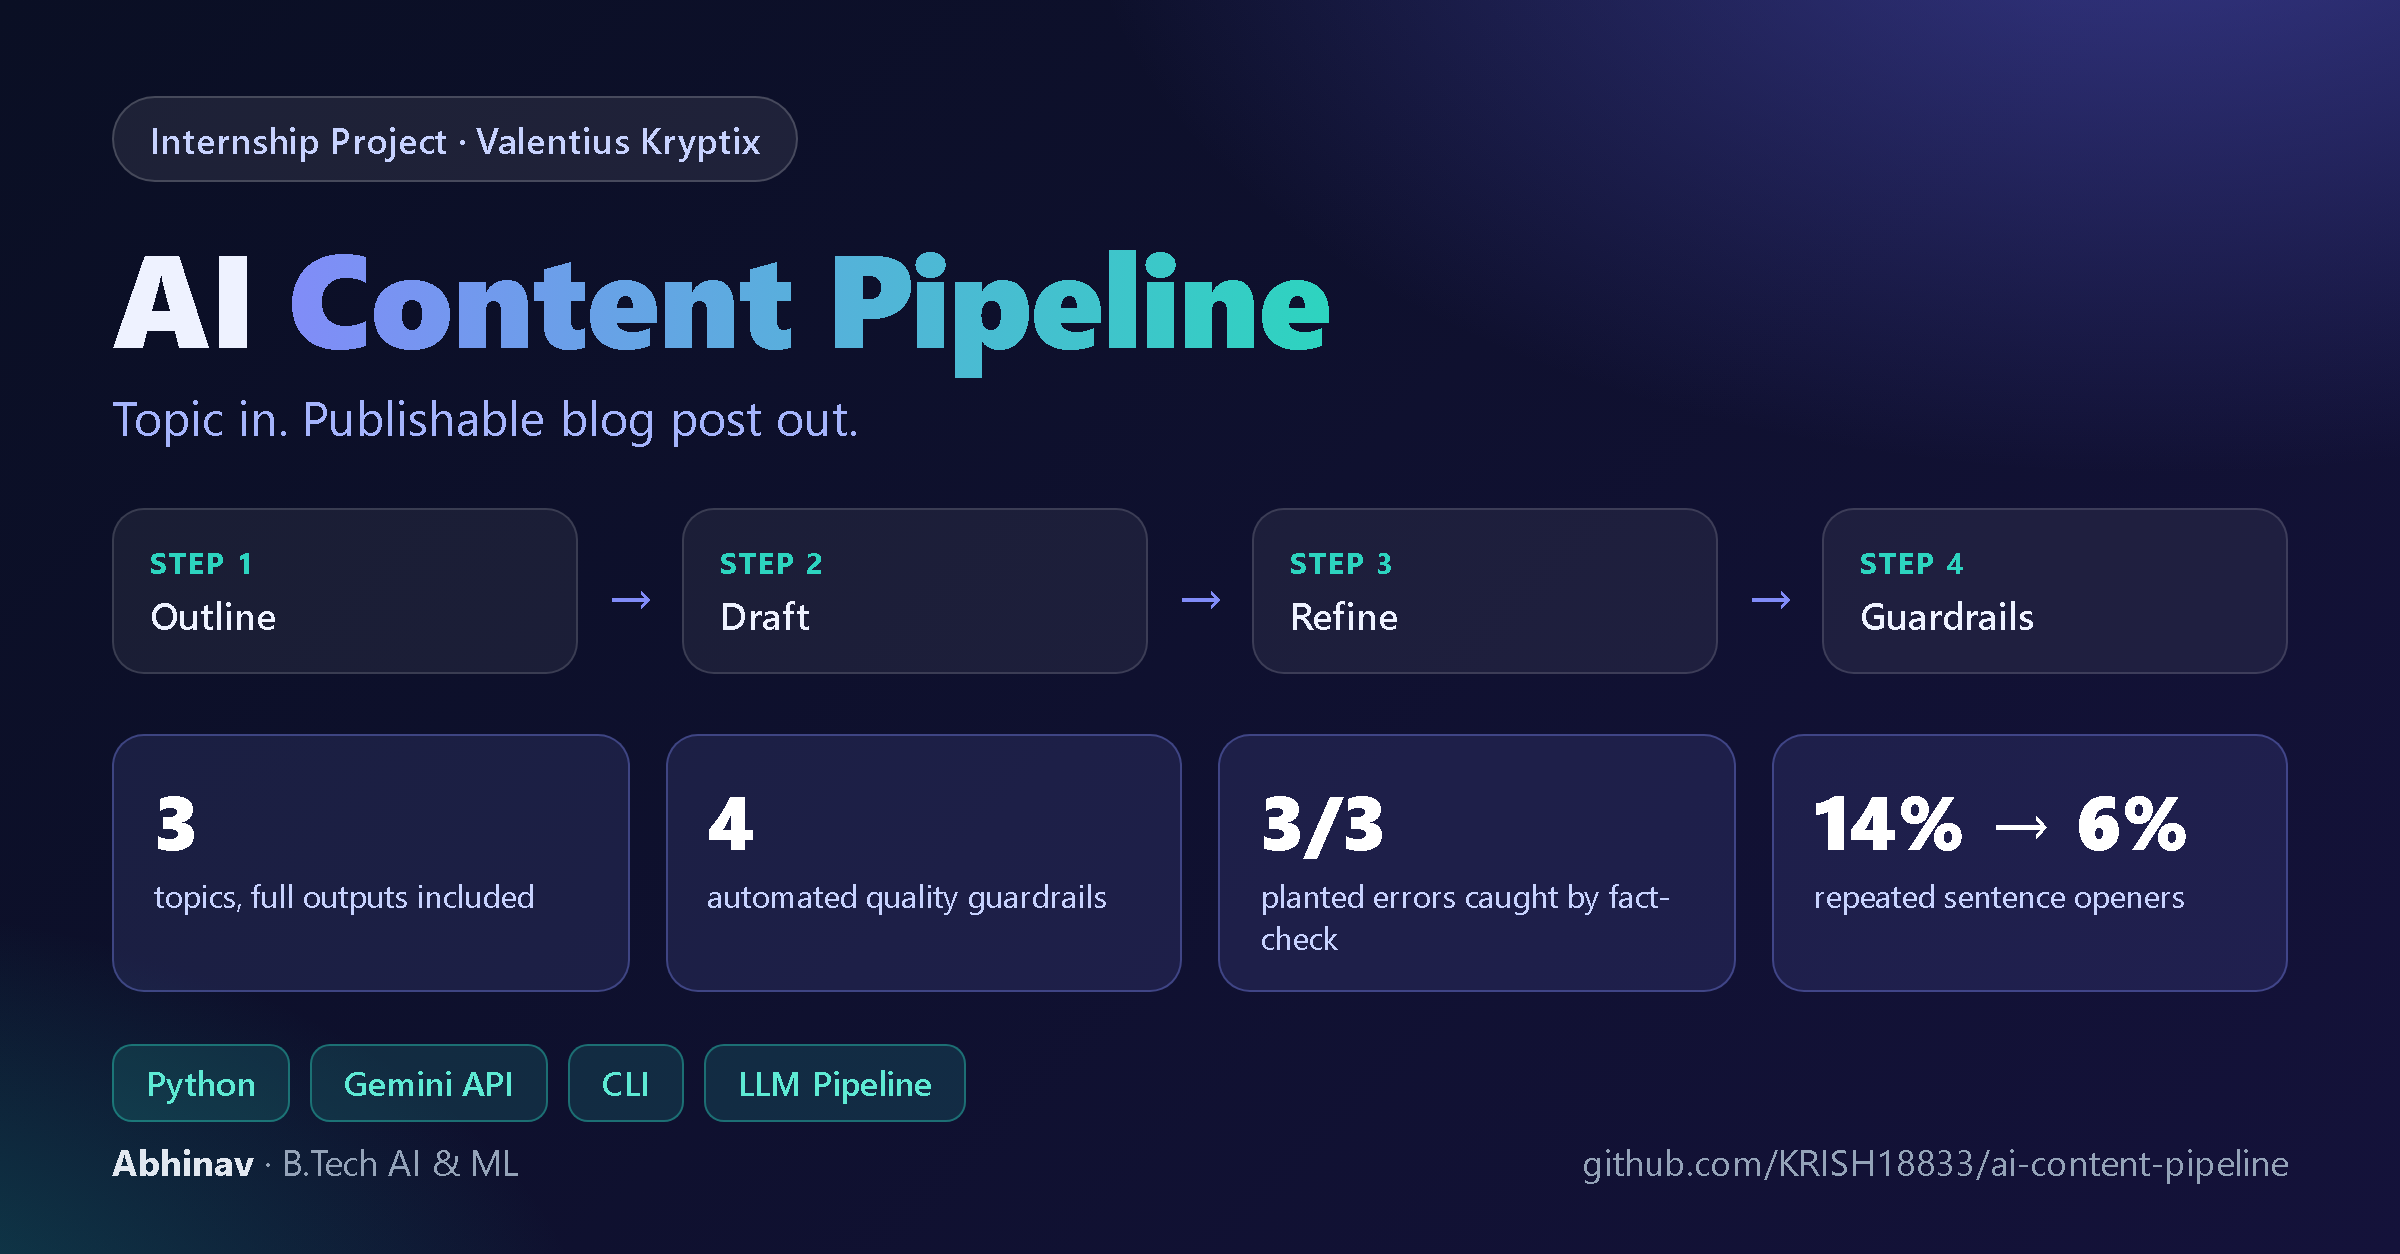 Internship Project · Valentius Kryptix
AI Content Pipeline
Topic in. Publishable blog post out.
STEP 1
Outline
→
STEP 2
Draft
→
STEP 3
Refine
→
STEP 4
Guardrails
3
topics, full outputs included
4
automated quality guardrails
3/3
planted errors caught by fact-
check
14% → 6%
repeated sentence openers
Python
Gemini API
CLI
LLM Pipeline
Abhinav · B.Tech AI & ML
github.com/KRISH18833/ai-content-pipeline